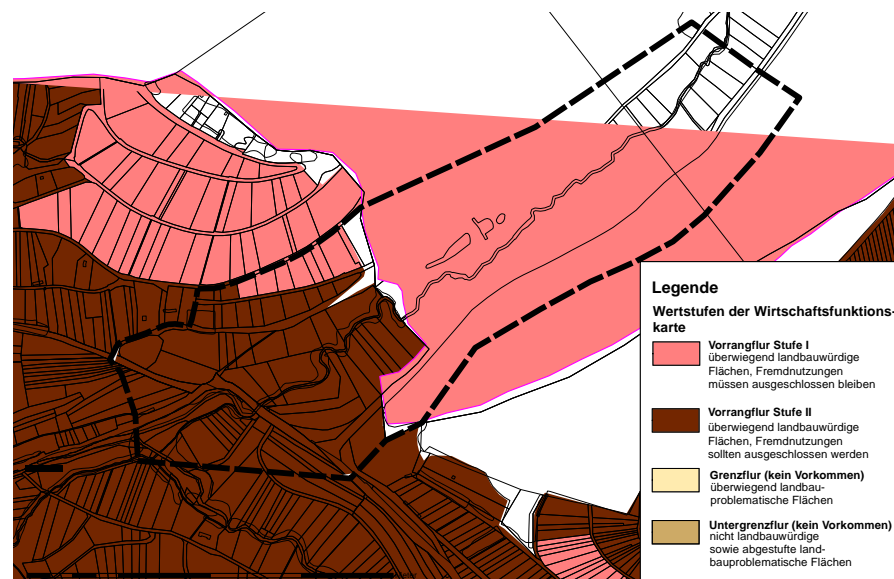 Legende
Wertstufen der Wirtschaftsfunktions-
karte
Vorrangflur Stufe I
überwiegend landbauwürdige
Flächen, Fremdnutzungen
müssen ausgeschlossen bleiben
Vorrangflur Stufe II
überwiegend landbauwürdige
Flächen, Fremdnutzungen
sollten ausgeschlossen werden
Grenzflur (kein Vorkommen)
überwiegend landbau-
problematische Flächen
Untergrenzflur (kein Vorkommen)
nicht landbauwürdige
sowie abgestufte land-
bauproblematische Flächen